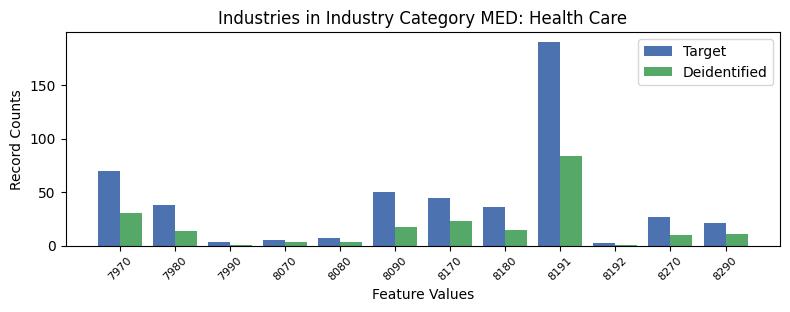 Industries in Industry Category MED: Health Care
Target
Deidentified
Record Counts
150
100
50
0
7970 7980 7990 8070 8080 8090 8170 8180 8191 8192 8270 8290
Feature Values